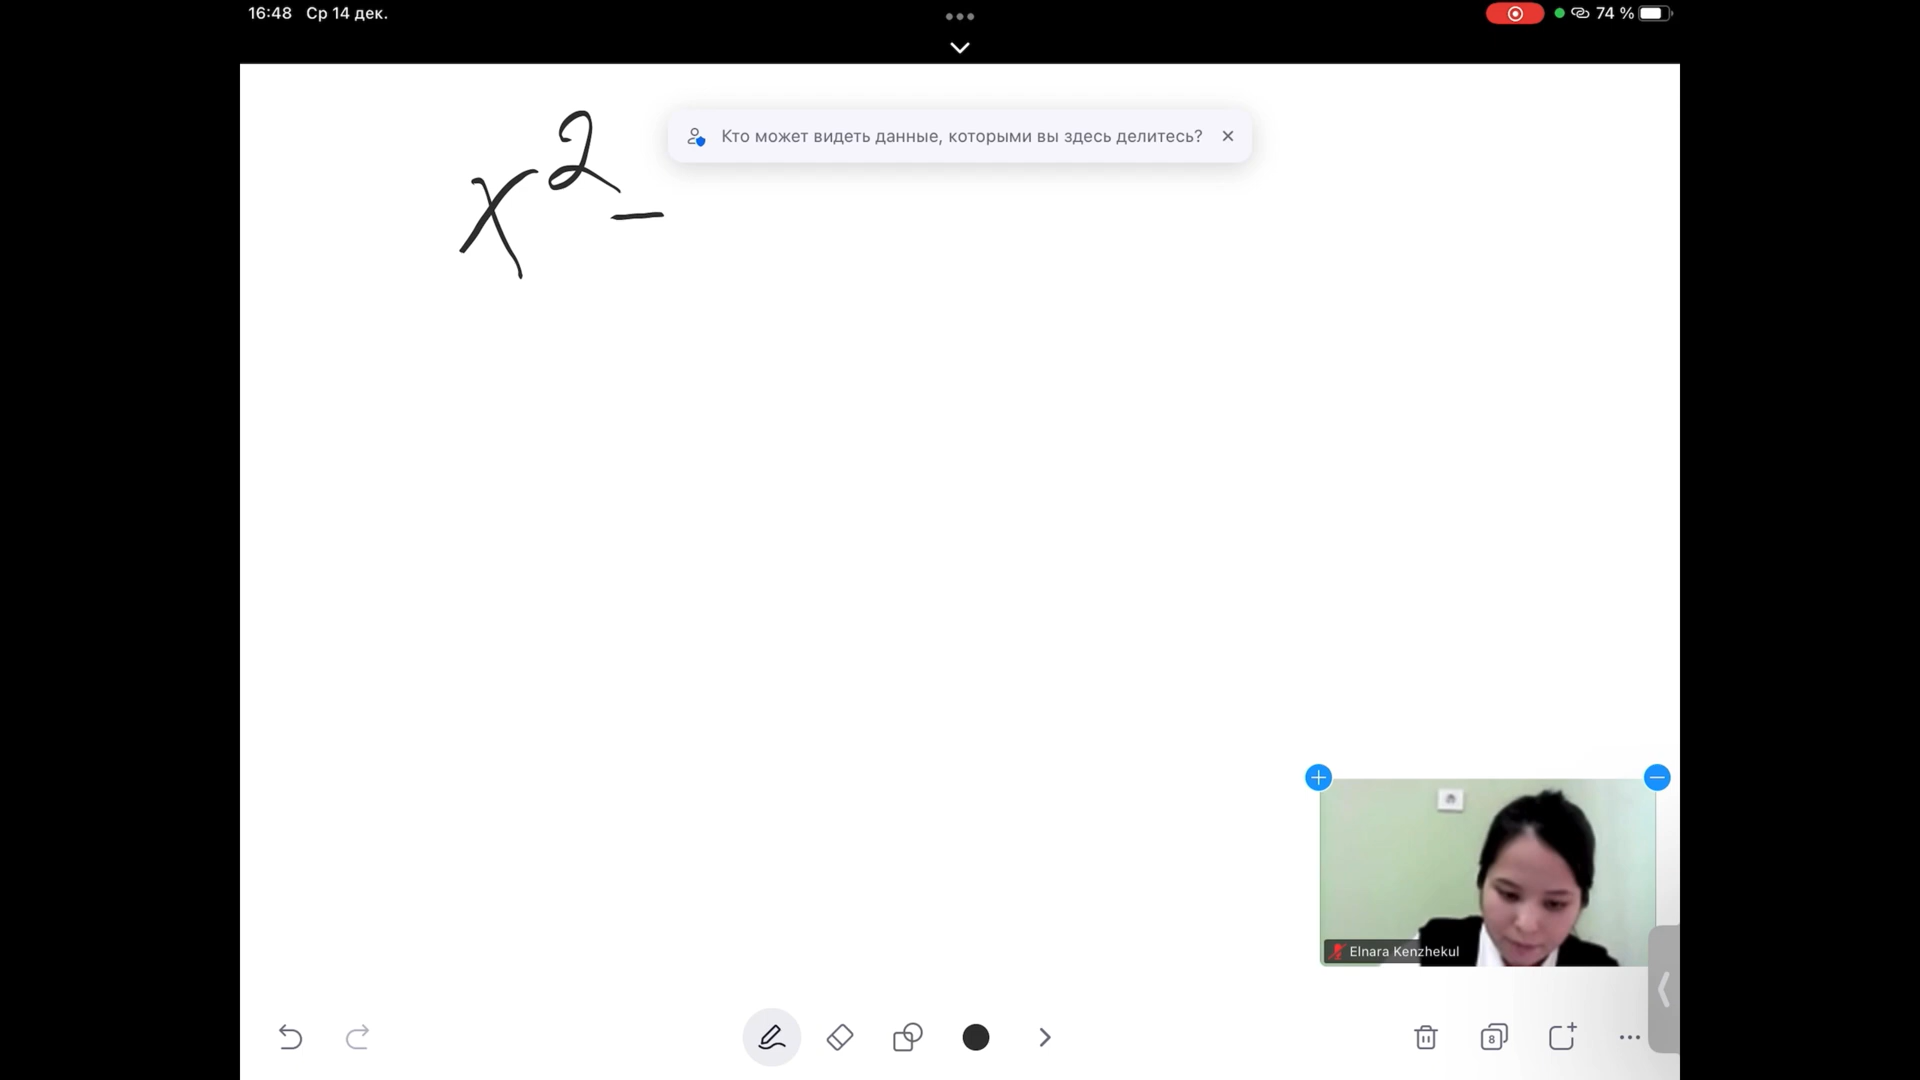 16:48 Ср 14 дек.
74 %
Кто может видеть данные, которыми вы здесь делитесь?
x²-
Elnara Kenzhekul
8